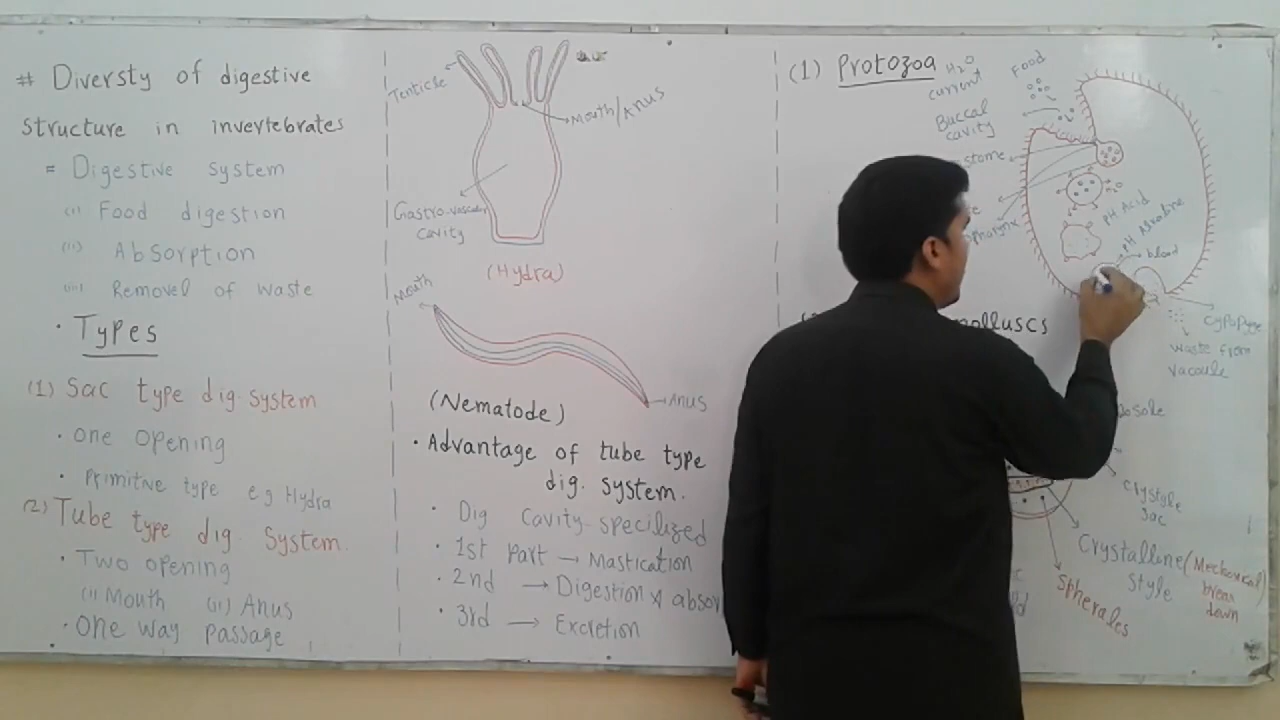 # Diversty of digestive
structure in invertebrates
= Digestive system
(i) Food digestion
(ii) Absorption
(iii) Removel of waste
• Types
(1) Sac type dig. system
• One opening
• Primitive type e.g Hydra
(2) Tube type dig. System.
• Two opening
(i) Mouth (ii) Anus
• One way passage
Tenticle
Mouth/Anus
Gastro-vascular
cavity
(Hydra)
Mouth
Anus
(Nematode)
• Advantage of tube type
dig. system.
• Dig Cavity-specilized
• 1st Part → Mastication
• 2nd → Digestion &
• 3rd → Excretion
(1) Protozoa
H2O
current
Food
Buccal
cavity
PH Acid
PH Alkaline
blood
Cypopyge
waste from
vacoule
molluscs
crystyle
sac
Crystalline (Mechonical)
style
break
down
Spherales